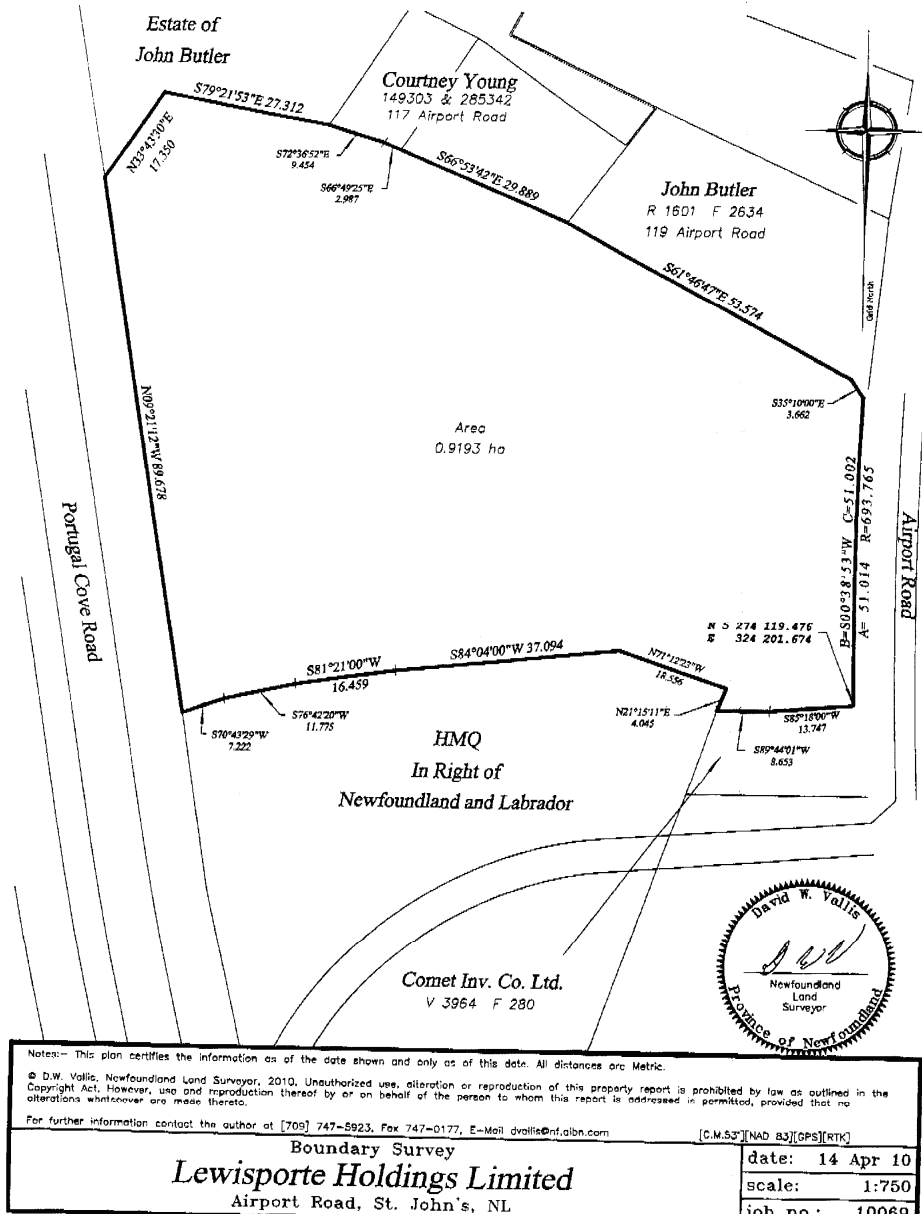 Estate of
John Butler
Courtney Young
149303 & 285342
117 Airport Road
S79°21'53"E 27.312
N33°43'30"E
17.350
S72°36'52"E
9.454
S66°49'25"E
2.987
S66°53'42"E 29.889
John Butler
R 1601 F 2634
119 Airport Road
S61°46'47"E 53.574
Grid North
S35°10'00"E
3.662
Area
0.9193 ha
N09°21'12"W 89.678
Portugal Cove Road
B=S00°38'53"W C=51.002
A= 51.014 R=693.765
Airport Road
N 5 274 119.476
E 324 201.674
S84°04'00"W 37.094
N71°12'23"W
18.556
S81°21'00"W
16.459
N21°15'11"E
4.045
S85°18'00"W
13.747
S76°42'20"W
11.775
S70°43'29"W
7.222
S89°44'01"W
8.653
HMQ
In Right of
Newfoundland and Labrador
Comet Inv. Co. Ltd.
V 3964 F 280
David W. Vallis
Newfoundland
Land
Surveyor
Province of Newfoundland
Notes:- This plan certifies the information as of the date shown and only as of this date. All distances are Metric.
© D.W. Vallis, Newfoundland Land Surveyor, 2010. Unauthorized use, alteration or reproduction of this property report is prohibited by law as outlined in the
Copyright Act. However, use and reproduction thereof by or on behalf of the person to whom this report is addressed is permitted, provided that no
alterations whatsoever are made thereto.
For further information contact the author at [709] 747-5923, Fax 747-0177, E-Mail dvallis@nf.aibn.com
[C.M.53°][NAD 83][GPS][RTK]
Boundary Survey
Lewisporte Holdings Limited
Airport Road, St. John's, NL
date: 14 Apr 10
scale: 1:750
job no.: 10069